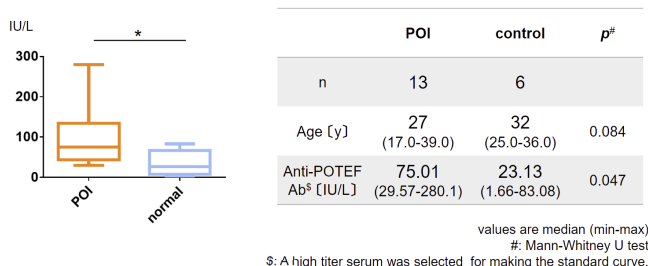 IU/L
*
300
200
100
0
POI
normal
POI control p#
n 13 6
Age〔y〕 27 32 0.084
(17.0-39.0) (25.0-36.0)
Anti-POTEF 75.01 23.13 0.047
Ab$〔IU/L〕 (29.57-280.1) (1.66-83.08)
values are median (min-max)
#: Mann-Whitney U test
$: A high titer serum was selected for making the standard curve.